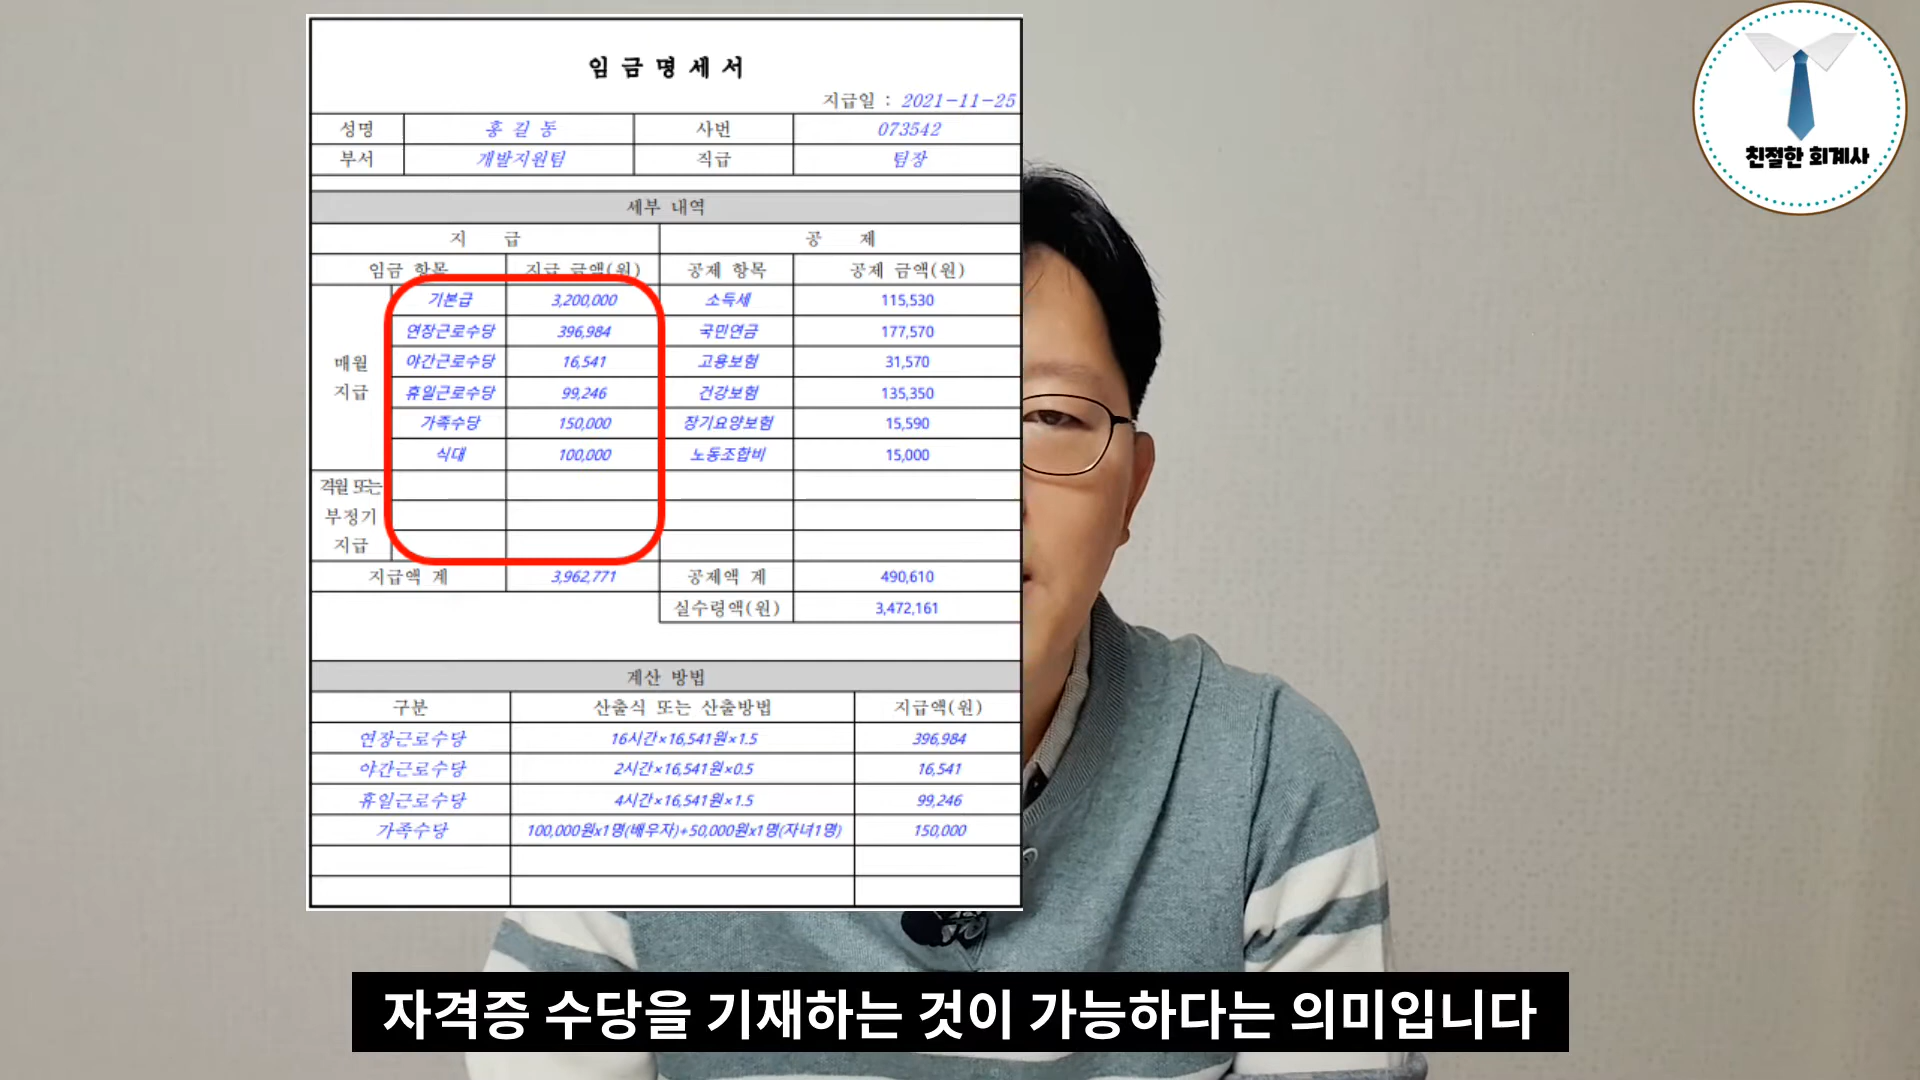 임 금 명 세 서
지급일 : 2021-11-25
성명 홍 길 동 사번 073542
부서 개발지원팀 직급 팀장
세부 내역
지 급 공 제
임금 항목 지급 금액(원) 공제 항목 공제 금액(원)
매월 지급
기본급 3,200,000 소득세 115,530
연장근로수당 396,984 국민연금 177,570
야간근로수당 16,541 고용보험 31,570
휴일근로수당 99,246 건강보험 135,350
가족수당 150,000 장기요양보험 15,590
식대 100,000 노동조합비 15,000
격월 또는
부정기
지급
지급액 계 3,962,771 공제액 계 490,610
실수령액(원) 3,472,161
계산 방법
구분 산출식 또는 산출방법 지급액(원)
연장근로수당 16시간×16,541원×1.5 396,984
야간근로수당 2시간×16,541원×0.5 16,541
휴일근로수당 4시간×16,541원×1.5 99,246
가족수당 100,000원x1명(배우자)+50,000원x1명(자녀1명) 150,000
친절한 회계사
자격증 수당을 기재하는 것이 가능하다는 의미입니다